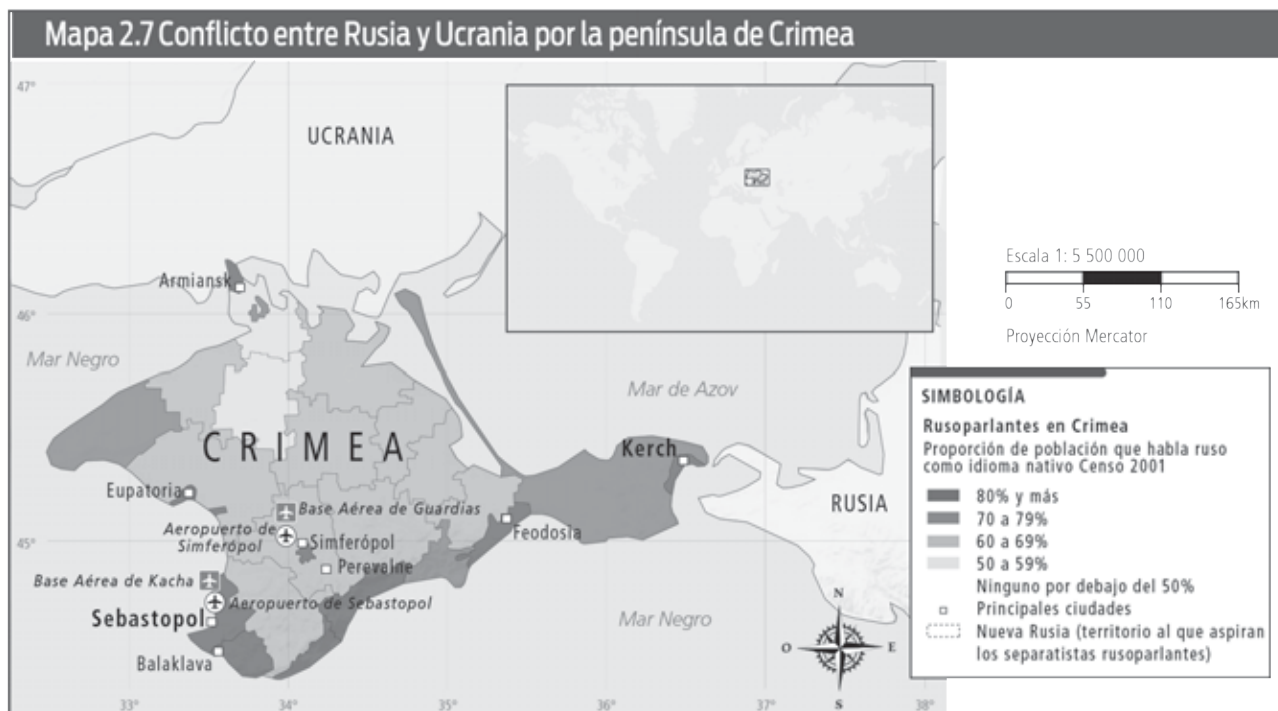 Mapa 2.7 Conflicto entre Rusia y Ucrania por la península de Crimea
47°
UCRANIA
Armiansk
46°
Mar Negro
Mar de Azov
CRIMEA
Kerch
RUSIA
Eupatoria
Base Aérea de Guardias
Aeropuerto de
Simferópol
Simferópol
Feodosia
45°
Perevalne
Base Aérea de Kacha
Aeropuerto de Sebastopol
Sebastopol
Mar Negro
Balaklava
N
O
E
S
33°
34°
35°
36°
37°
38°
Escala 1: 5 500 000
0 55 110 165km
Proyección Mercator
SIMBOLOGÍA
Rusoparlantes en Crimea
Proporción de población que habla ruso
como idioma nativo Censo 2001
80% y más
70 a 79%
60 a 69%
50 a 59%
Ninguno por debajo del 50%
Principales ciudades
Nueva Rusia (territorio al que aspiran
los separatistas rusoparlantes)